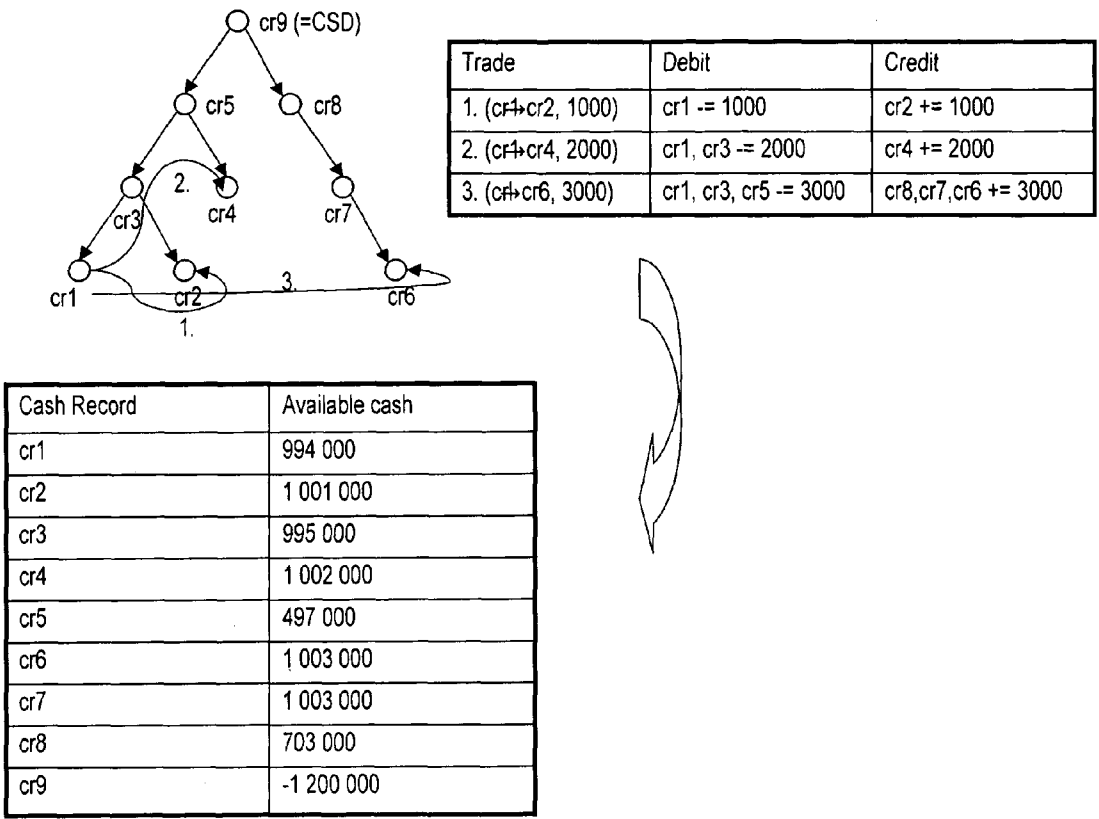 cr9 (=CSD)
cr5
cr8
2.
cr3
cr4
cr7
cr1
cr2
3.
cr6
1.
Trade Debit Credit
1. (cr1→cr2, 1000) cr1 -= 1000 cr2 += 1000
2. (cr1→cr4, 2000) cr1, cr3 -= 2000 cr4 += 2000
3. (cr1→cr6, 3000) cr1, cr3, cr5 -= 3000 cr8,cr7,cr6 += 3000
Cash Record Available cash
cr1 994 000
cr2 1 001 000
cr3 995 000
cr4 1 002 000
cr5 497 000
cr6 1 003 000
cr7 1 003 000
cr8 703 000
cr9 -1 200 000